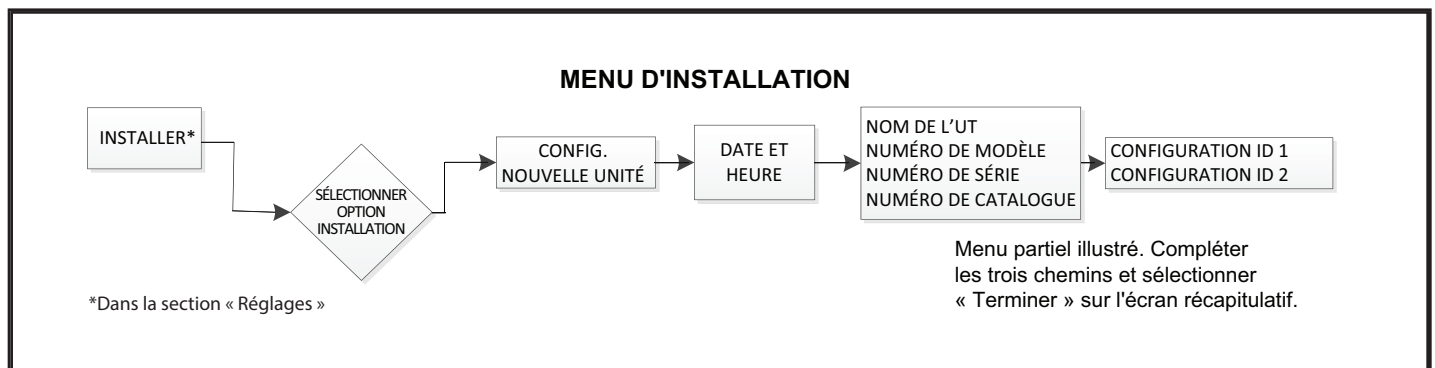 MENU D'INSTALLATION
INSTALLER*
SÉLECTIONNER
OPTION
INSTALLATION
CONFIG.
NOUVELLE UNITÉ
DATE ET
HEURE
NOM DE L’UT
NUMÉRO DE MODÈLE
NUMÉRO DE SÉRIE
NUMÉRO DE CATALOGUE
CONFIGURATION ID 1
CONFIGURATION ID 2
Menu partiel illustré. Compléter
les trois chemins et sélectionner
« Terminer » sur l'écran récapitulatif.
*Dans la section « Réglages »